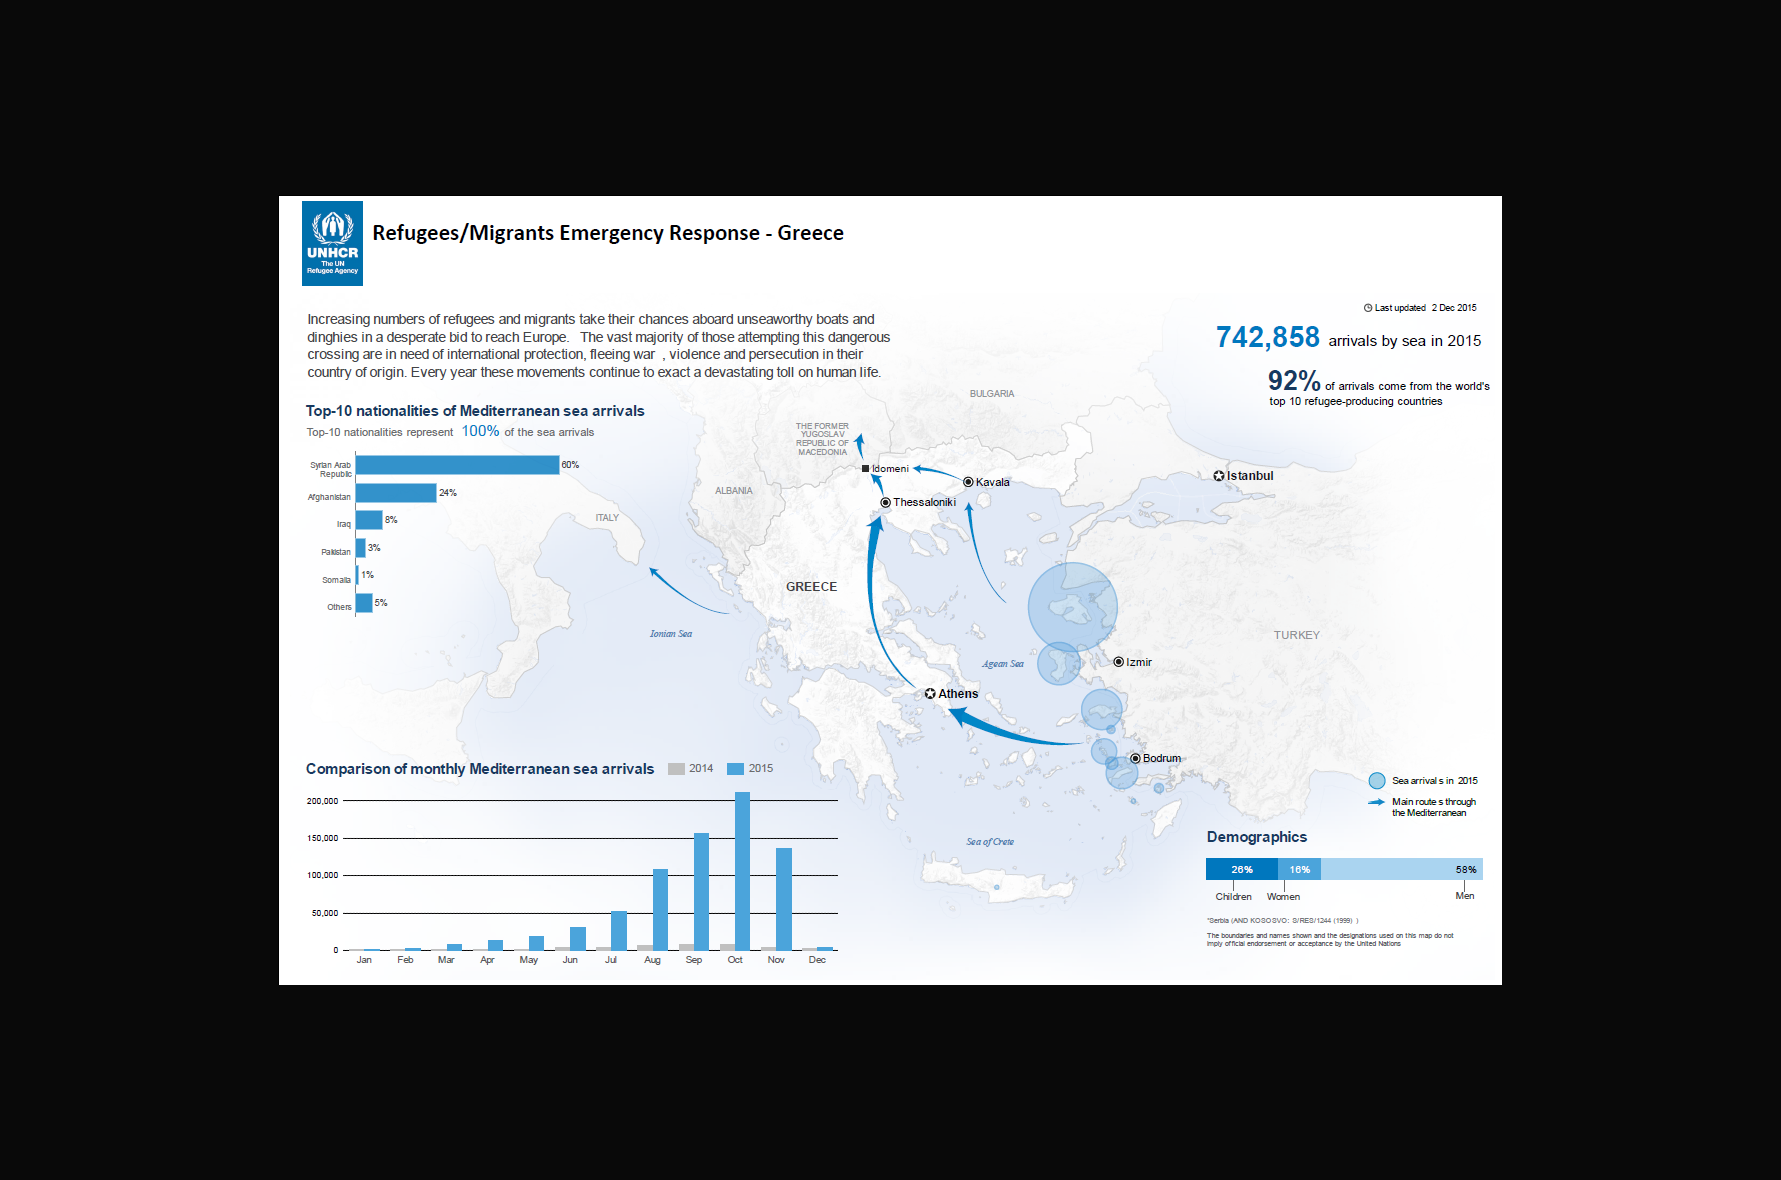 UNHCR
The UN
Refugee Agency
Refugees/Migrants Emergency Response - Greece
Increasing numbers of refugees and migrants take their chances aboard unseaworthy boats and
dinghies in a desperate bid to reach Europe. The vast majority of those attempting this dangerous
crossing are in need of international protection, fleeing war , violence and persecution in their
country of origin. Every year these movements continue to exact a devastating toll on human life.
Last updated 2 Dec 2015
742,858 arrivals by sea in 2015
92% of arrivals come from the world's
top 10 refugee-producing countries
Top-10 nationalities of Mediterranean sea arrivals
Top-10 nationalities represent 100% of the sea arrivals
Syrian Arab
Republic
60%
Afghanistan 24%
Iraq 8%
Pakistan 3%
Somalia 1%
Others 5%
BULGARIA
THE FORMER
YUGOSLAV
REPUBLIC OF
MACEDONIA
Idomeni
Kavala
Istanbul
ALBANIA
Thessaloniki
ITALY
GREECE
Ionian Sea
TURKEY
Agean Sea
Izmir
Athens
Bodrum
Sea of Crete
Comparison of monthly Mediterranean sea arrivals 2014 2015
200,000
150,000
100,000
50,000
0
Jan Feb Mar Apr May Jun Jul Aug Sep Oct Nov Dec
Sea arrival s in 2015
Main route s through
the Mediterranean
Demographics
26% 16% 58%
Children Women Men
*Serbia (AND KOSOSVO: S/RES/1244 (1999) )
The boundaries and names shown and the designations used on this map do not
imply official endorsement or acceptance by the United Nations